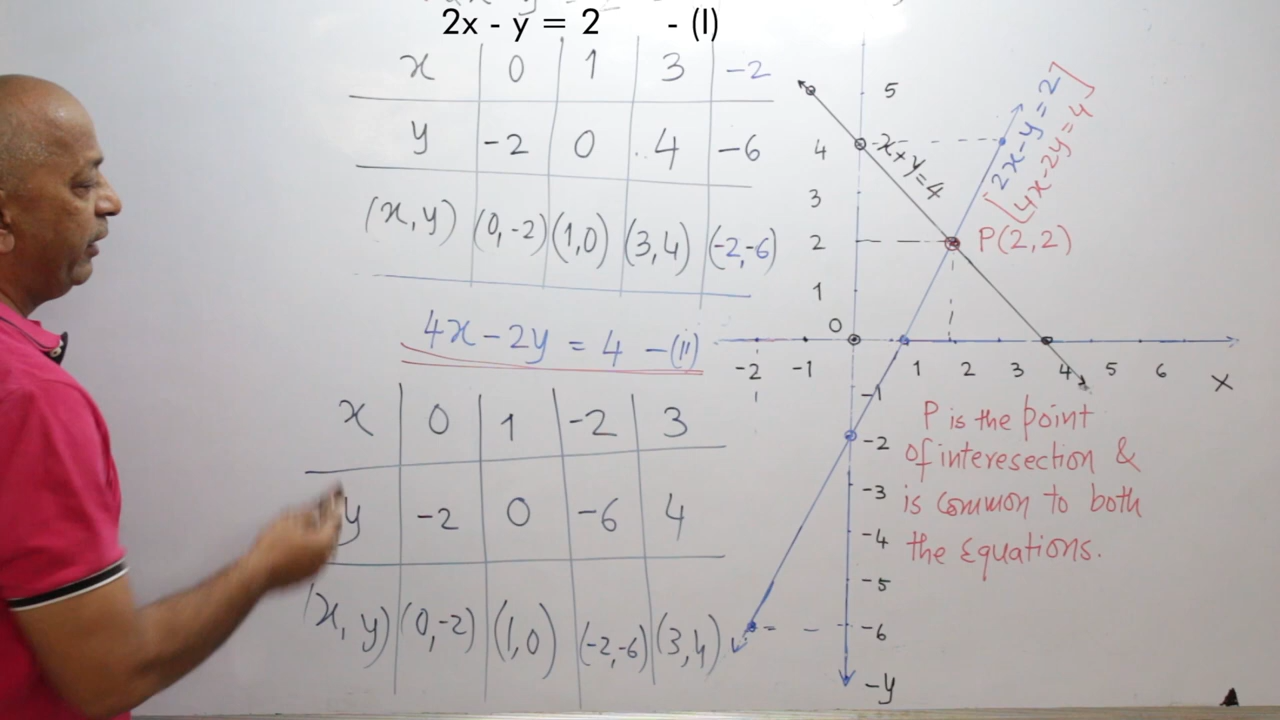 2x - y = 2 - (I)
x 0 1 3 -2
y -2 0 4 -6
(x, y) (0, -2) (1,0) (3,4) (-2,-6)
4x - 2y = 4 - (ii)
x 0 1 -2 3
y -2 0 -6 4
(x, y) (0,-2) (1,0) (-2,-6) (3,4)
5
4
3
2
1
0
-2 -1 1 2 3 4 5 6 X
-1
-2
-3
-4
-5
-6
-y
x+y=4
[2x-y=2
4x-2y=4]
P(2,2)
P is the point
of interesection &
is common to both
the Equations.